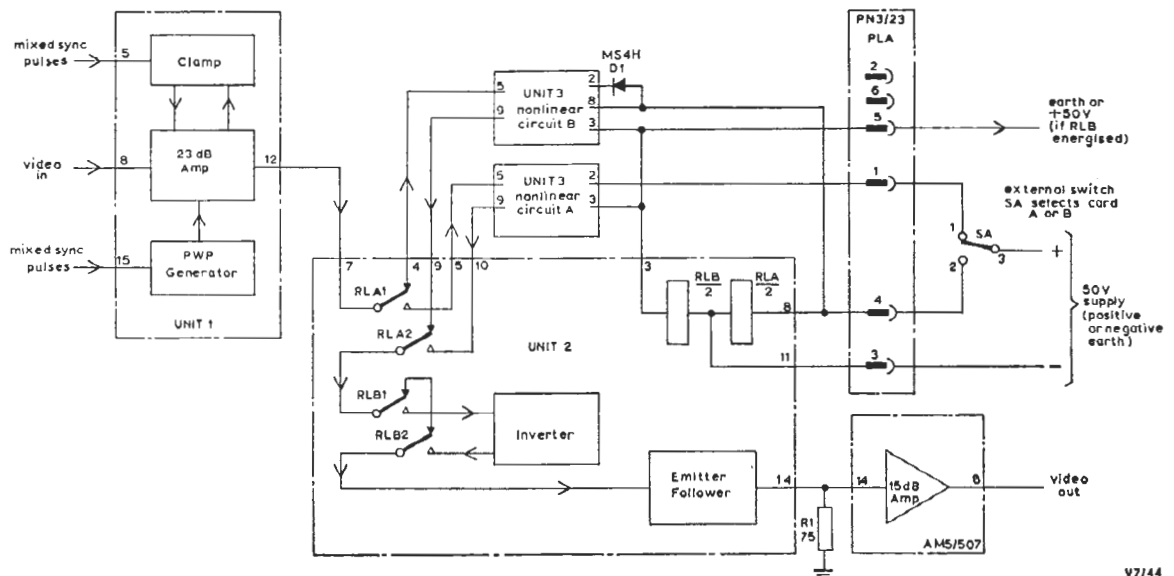 mixed sync
pulses
5
Clamp
video
in
8
23 dB
Amp
12
mixed sync
pulses
15
PWP
Generator
UNIT 1
MS4H
D1
5
9
UNIT 3
nonlinear
circuit B
2
8
3
5
9
UNIT 3
nonlinear
circuit A
2
3
PN3/23
PLA
2
6
5
1
4
3
earth or
+50V
(if RLB
energised)
external switch
SA selects card
A or B
1
SA
2
3
+
−
50V
supply
(positive
or negative
earth)
7
4
9
5
10
3
RLA1
RLA2
RLB1
RLB2
UNIT 2
RLB
2
RLA
2
8
11
Inverter
Emitter
Follower
14
R1
75
14
15dB
Amp
8
AM5/507
video
out
V7/44